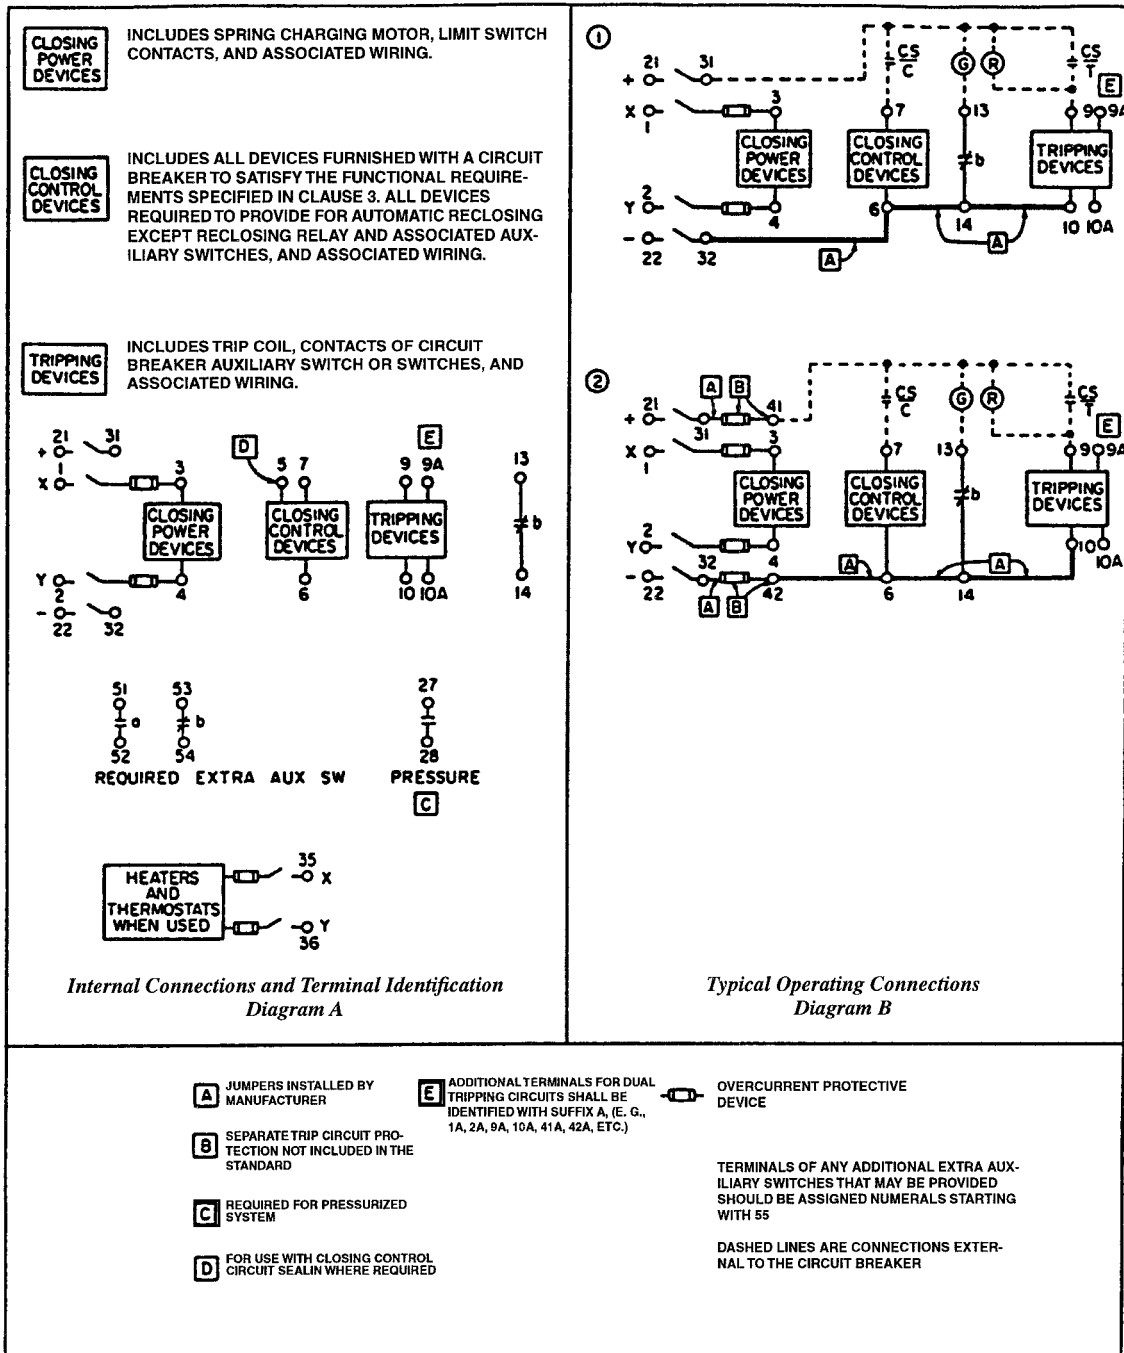 CLOSING
POWER
DEVICES
INCLUDES SPRING CHARGING MOTOR, LIMIT SWITCH
CONTACTS, AND ASSOCIATED WIRING.
CLOSING
CONTROL
DEVICES
INCLUDES ALL DEVICES FURNISHED WITH A CIRCUIT
BREAKER TO SATISFY THE FUNCTIONAL REQUIRE-
MENTS SPECIFIED IN CLAUSE 3. ALL DEVICES
REQUIRED TO PROVIDE FOR AUTOMATIC RECLOSING
EXCEPT RECLOSING RELAY AND ASSOCIATED AUX-
ILIARY SWITCHES, AND ASSOCIATED WIRING.
TRIPPING
DEVICES
INCLUDES TRIP COIL, CONTACTS OF CIRCUIT
BREAKER AUXILIARY SWITCH OR SWITCHES, AND
ASSOCIATED WIRING.
21 31
+
1
X
3
CLOSING
POWER
DEVICES
Y
2
4
-
22 32
D
5 7
CLOSING
CONTROL
DEVICES
6
E
9 9A
TRIPPING
DEVICES
10 10A
13
b
14
51 53
a b
52 54
REQUIRED EXTRA AUX SW
27
28
PRESSURE
C
HEATERS
AND
THERMOSTATS
WHEN USED
35
X
Y
36
Internal Connections and Terminal Identification
Diagram A
1
21 31
+
X
1
3
CLOSING
POWER
DEVICES
2
Y
4
-
22 32
CS
C
7
CLOSING
CONTROL
DEVICES
6
G R
13
b
14
CS
T
E
9 9A
TRIPPING
DEVICES
10 10A
A
A
2
21
+
31
A B
41
X
1
3
CLOSING
POWER
DEVICES
2
Y
4
32
-
22
A B
42
CS
C
7
CLOSING
CONTROL
DEVICES
A
6
G R
13
b
A
14
CS
T
E
9 9A
TRIPPING
DEVICES
10
10A
Typical Operating Connections
Diagram B
A JUMPERS INSTALLED BY
MANUFACTURER
B SEPARATE TRIP CIRCUIT PRO-
TECTION NOT INCLUDED IN THE
STANDARD
C REQUIRED FOR PRESSURIZED
SYSTEM
D FOR USE WITH CLOSING CONTROL
CIRCUIT SEALIN WHERE REQUIRED
E ADDITIONAL TERMINALS FOR DUAL
TRIPPING CIRCUITS SHALL BE
IDENTIFIED WITH SUFFIX A, (E. G.,
1A, 2A, 9A, 10A, 41A, 42A, ETC.)
OVERCURRENT PROTECTIVE
DEVICE
TERMINALS OF ANY ADDITIONAL EXTRA AUX-
ILIARY SWITCHES THAT MAY BE PROVIDED
SHOULD BE ASSIGNED NUMERALS STARTING
WITH 55
DASHED LINES ARE CONNECTIONS EXTER-
NAL TO THE CIRCUIT BREAKER